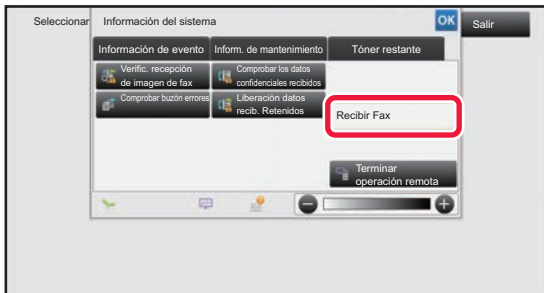 Seleccionar
Información del sistema
OK
Salir
Información de evento
Inform. de mantenimiento
Tóner restante
Verific. recepción
de imagen de fax
Comprobar los datos
confidenciales recibidos
Comprobar buzón errores
Liberación datos
recib. Retenidos
Recibir Fax
Terminar
operación remota